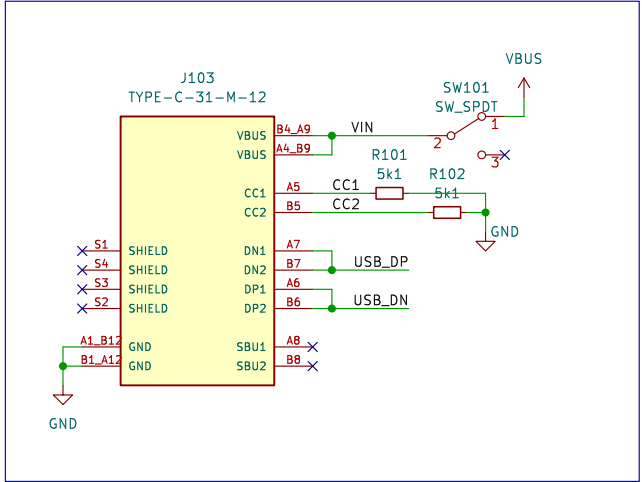 VBUS
J103
TYPE-C-31-M-12
SW101
SW_SPDT
1
2
3
VBUS B4_A9 VIN
VBUS A4_B9
R101
5k1
R102
5k1
CC1 A5 CC1
CC2 B5 CC2
GND
S1 SHIELD DN1 A7
S4 SHIELD DN2 B7 USB_DP
S3 SHIELD DP1 A6
S2 SHIELD DP2 B6 USB_DN
A1_B12 GND SBU1 A8
B1_A12 GND SBU2 B8
GND